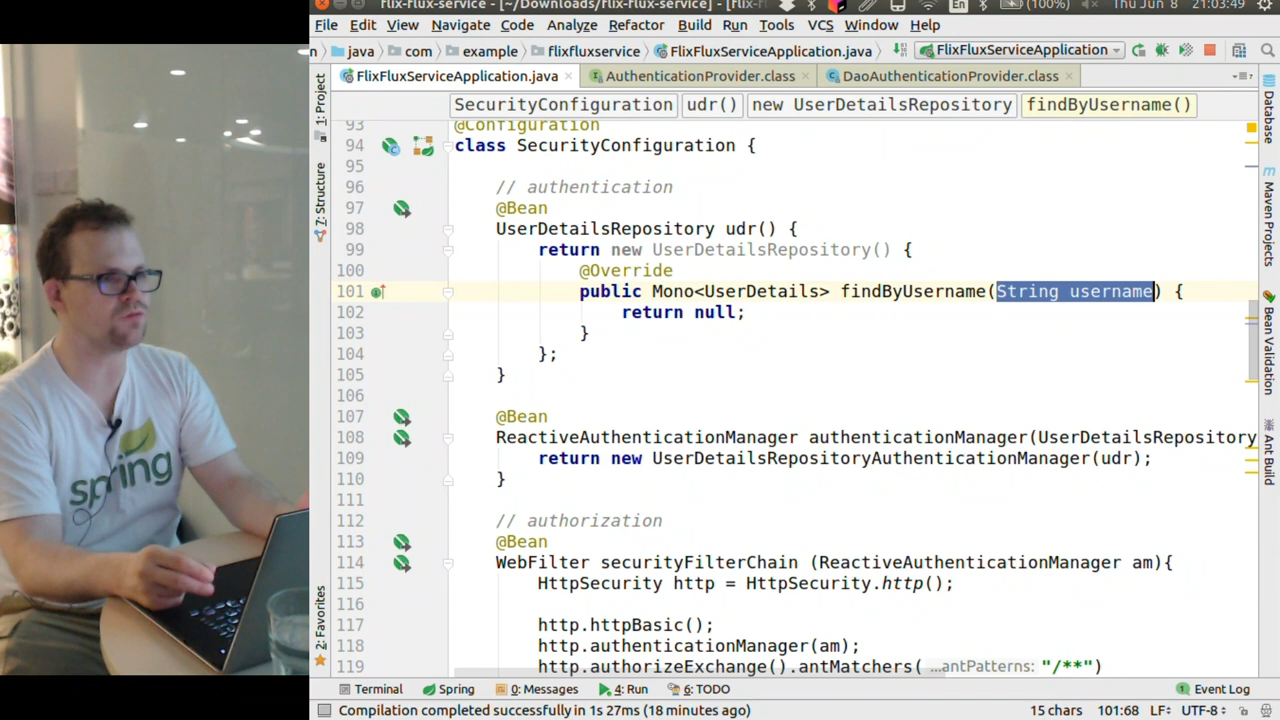 flix-flux-service - [~/Downloads/flix-flux-service] - [flix-f
En
(100%)
Thu Jun 8 21:03:49
File Edit View Navigate Code Analyze Refactor Build Run Tools VCS Window Help
n java com example flixfluxservice FlixFluxServiceApplication.java FlixFluxServiceApplication
FlixFluxServiceApplication.java AuthenticationProvider.class DaoAuthenticationProvider.class
SecurityConfiguration udr() new UserDetailsRepository findByUsername()
93 @Configuration
94 class SecurityConfiguration {
95
96 // authentication
97 @Bean
98 UserDetailsRepository udr() {
99 return new UserDetailsRepository() {
100 @Override
101 public Mono<UserDetails> findByUsername(String username) {
102 return null;
103 }
104 };
105 }
106
107 @Bean
108 ReactiveAuthenticationManager authenticationManager(UserDetailsRepository
109 return new UserDetailsRepositoryAuthenticationManager(udr);
110 }
111
112 // authorization
113 @Bean
114 WebFilter securityFilterChain (ReactiveAuthenticationManager am){
115 HttpSecurity http = HttpSecurity.http();
116
117 http.httpBasic();
118 http.authenticationManager(am);
119 http.authorizeExchange().antMatchers( …antPatterns: "/**")
1: Project
7: Structure
2: Favorites
Database
m Maven Projects
Bean Validation
Ant Build
Terminal Spring 0: Messages 4: Run 6: TODO Event Log
Compilation completed successfully in 1s 27ms (18 minutes ago) 15 chars 101:68 LF÷ UTF-8÷
spring